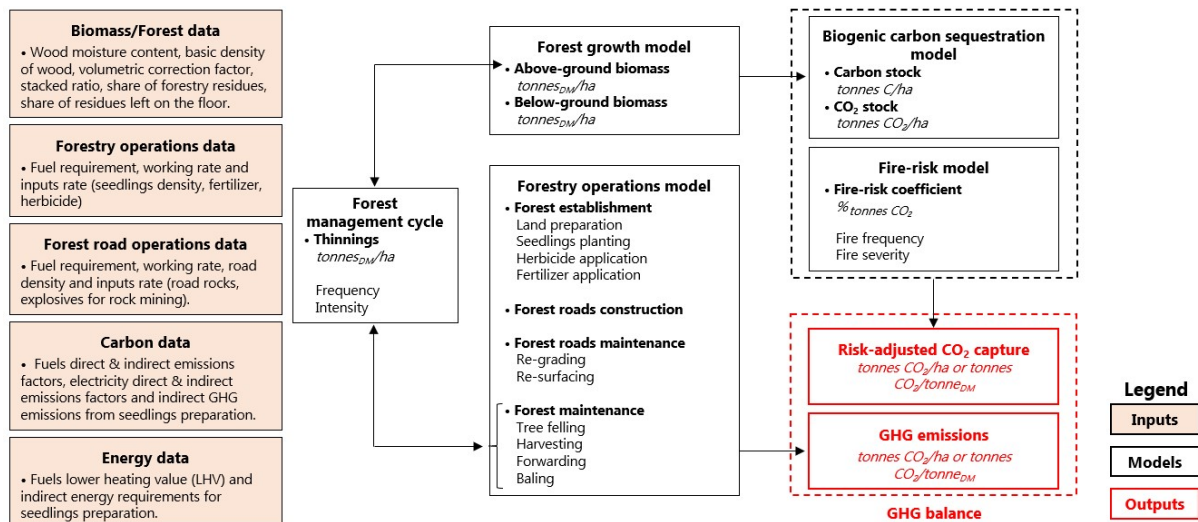 Biomass/Forest data
• Wood moisture content, basic density
of wood, volumetric correction factor,
stacked ratio, share of forestry residues,
share of residues left on the floor.
Forestry operations data
• Fuel requirement, working rate and
inputs rate (seedlings density, fertilizer,
herbicide)
Forest road operations data
• Fuel requirement, working rate, road
density and inputs rate (road rocks,
explosives for rock mining).
Carbon data
• Fuels direct & indirect emissions
factors, electricity direct & indirect
emissions factors and indirect GHG
emissions from seedlings preparation.
Energy data
• Fuels lower heating value (LHV) and
indirect energy requirements for
seedlings preparation.
Forest
management cycle
• Thinnings
tonnesDM/ha
Frequency
Intensity
Forest growth model
• Above-ground biomass
tonnesDM/ha
• Below-ground biomass
tonnesDM/ha
Forestry operations model
• Forest establishment
Land preparation
Seedlings planting
Herbicide application
Fertilizer application
• Forest roads construction
• Forest roads maintenance
Re-grading
Re-surfacing
• Forest maintenance
Tree felling
Harvesting
Forwarding
Baling
Biogenic carbon sequestration
model
• Carbon stock
tonnes C/ha
• CO₂ stock
tonnes CO₂/ha
Fire-risk model
• Fire-risk coefficient
% tonnes CO₂
Fire frequency
Fire severity
Risk-adjusted CO₂ capture
tonnes CO₂/ha or tonnes
CO₂/tonneDM
GHG emissions
tonnes CO₂/ha or tonnes
CO₂/tonneDM
GHG balance
Legend
Inputs
Models
Outputs